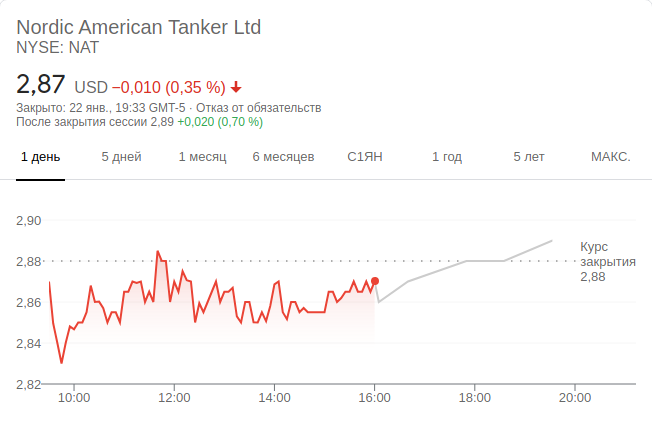 Nordic American Tanker Ltd
NYSE: NAT
2,87 USD −0,010 (0,35 %)
Закрыто: 22 янв., 19:33 GMT-5 · Отказ от обязательств
После закрытия сессии 2,89 +0,020 (0,70 %)
1 день 5 дней 1 месяц 6 месяцев С1ЯН 1 год 5 лет МАКС.
2,90
2,88
2,86
2,84
2,82
Курс
закрытия
2,88
10:00 12:00 14:00 16:00 18:00 20:00